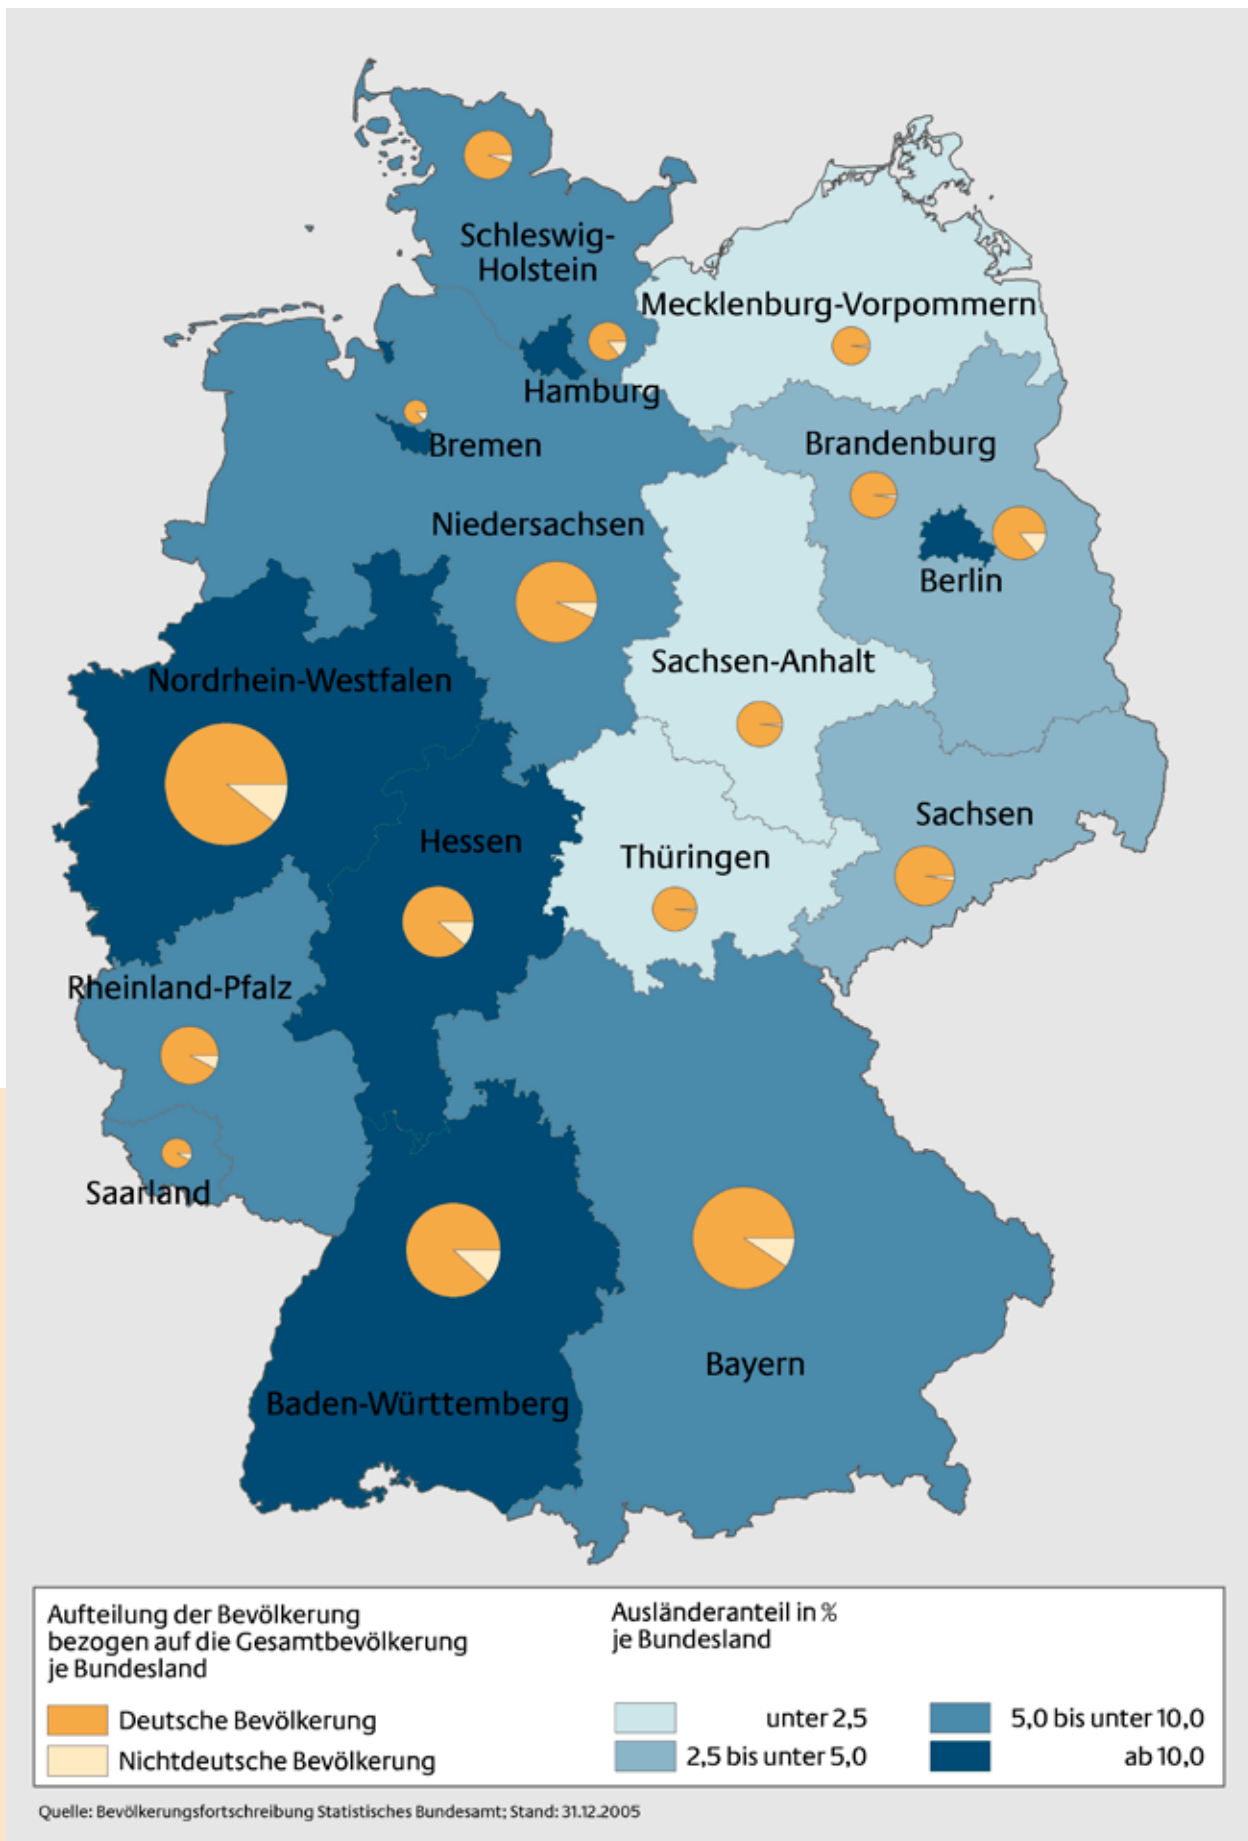 Schleswig-
Holstein
Mecklenburg-Vorpommern
Hamburg
Bremen
Brandenburg
Niedersachsen
Berlin
Sachsen-Anhalt
Nordrhein-Westfalen
Sachsen
Hessen
Thüringen
Rheinland-Pfalz
Saarland
Bayern
Baden-Württemberg
Aufteilung der Bevölkerung
bezogen auf die Gesamtbevölkerung
je Bundesland
Deutsche Bevölkerung
Nichtdeutsche Bevölkerung
Ausländeranteil in %
je Bundesland
unter 2,5
2,5 bis unter 5,0
5,0 bis unter 10,0
ab 10,0
Quelle: Bevölkerungsfortschreibung Statistisches Bundesamt; Stand: 31.12.2005